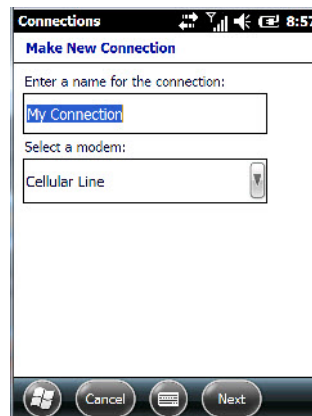 Connections 8:57
Make New Connection
Enter a name for the connection:
My Connection
Select a modem:
Cellular Line
Cancel Next